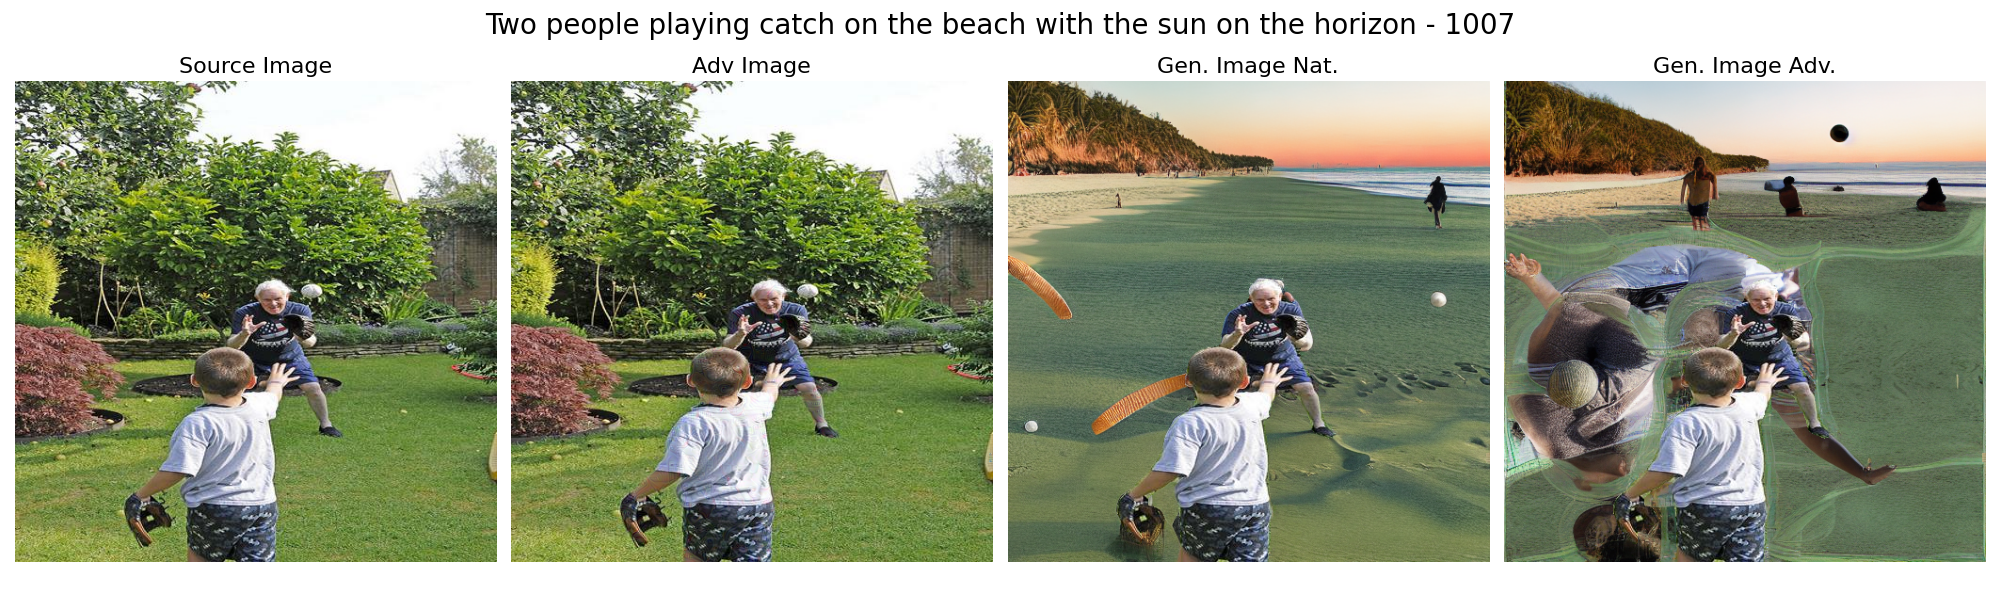 Two people playing catch on the beach with the sun on the horizon - 1007
Source Image
Adv Image
Gen. Image Nat.
Gen. Image Adv.